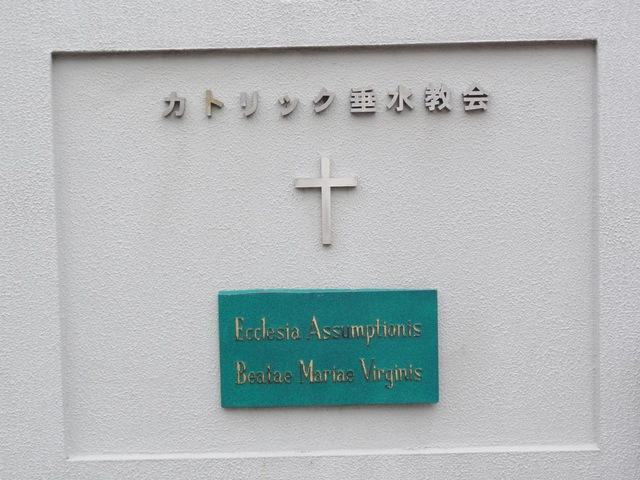 カトリック垂水教会
Ecclesia Assumptionis
Beatae Mariae Virginis